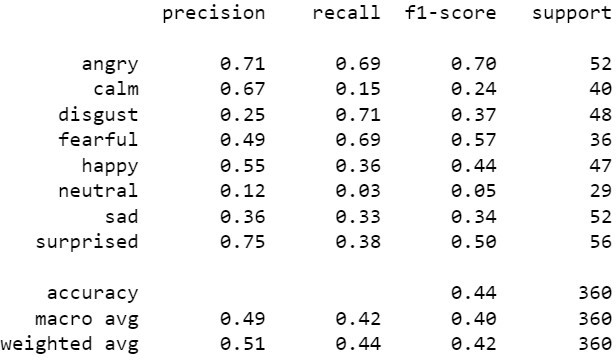 precision recall f1-score support
angry 0.71 0.69 0.70 52
calm 0.67 0.15 0.24 40
disgust 0.25 0.71 0.37 48
fearful 0.49 0.69 0.57 36
happy 0.55 0.36 0.44 47
neutral 0.12 0.03 0.05 29
sad 0.36 0.33 0.34 52
surprised 0.75 0.38 0.50 56
accuracy 0.44 360
macro avg 0.49 0.42 0.40 360
weighted avg 0.51 0.44 0.42 360